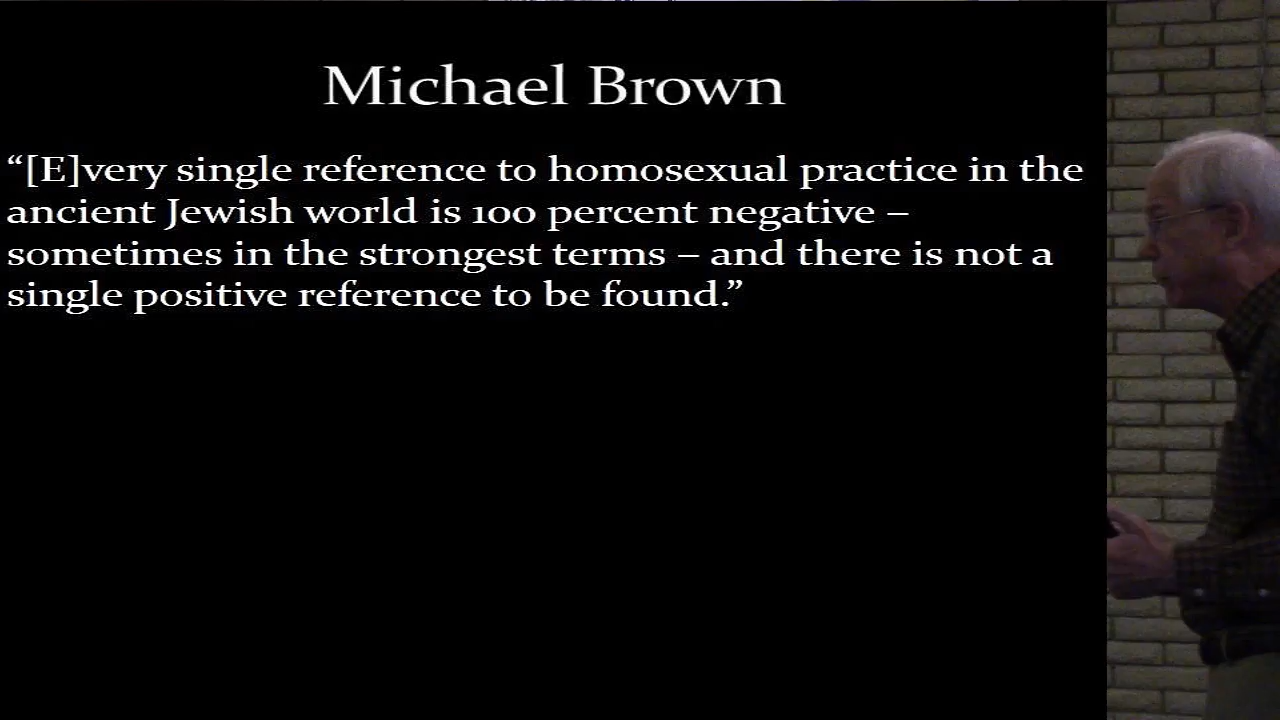 Michael Brown
“[E]very single reference to homosexual practice in the
ancient Jewish world is 100 percent negative –
sometimes in the strongest terms – and there is not a
single positive reference to be found.”